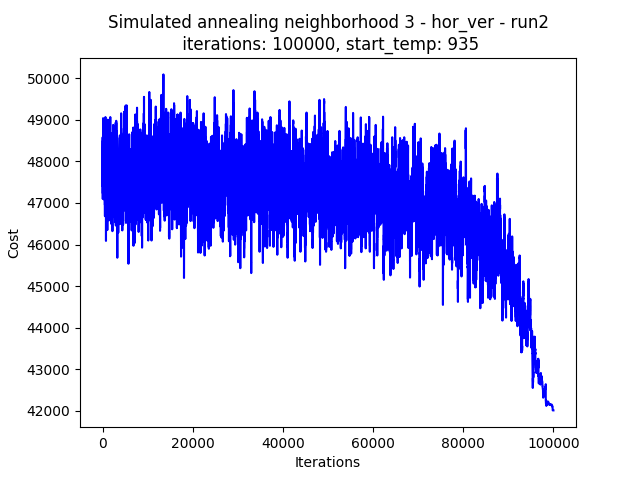 Simulated annealing neighborhood 3 - hor_ver - run2
iterations: 100000, start_temp: 935
50000
49000
48000
47000
46000
45000
44000
43000
42000
Cost
0 20000 40000 60000 80000 100000
Iterations